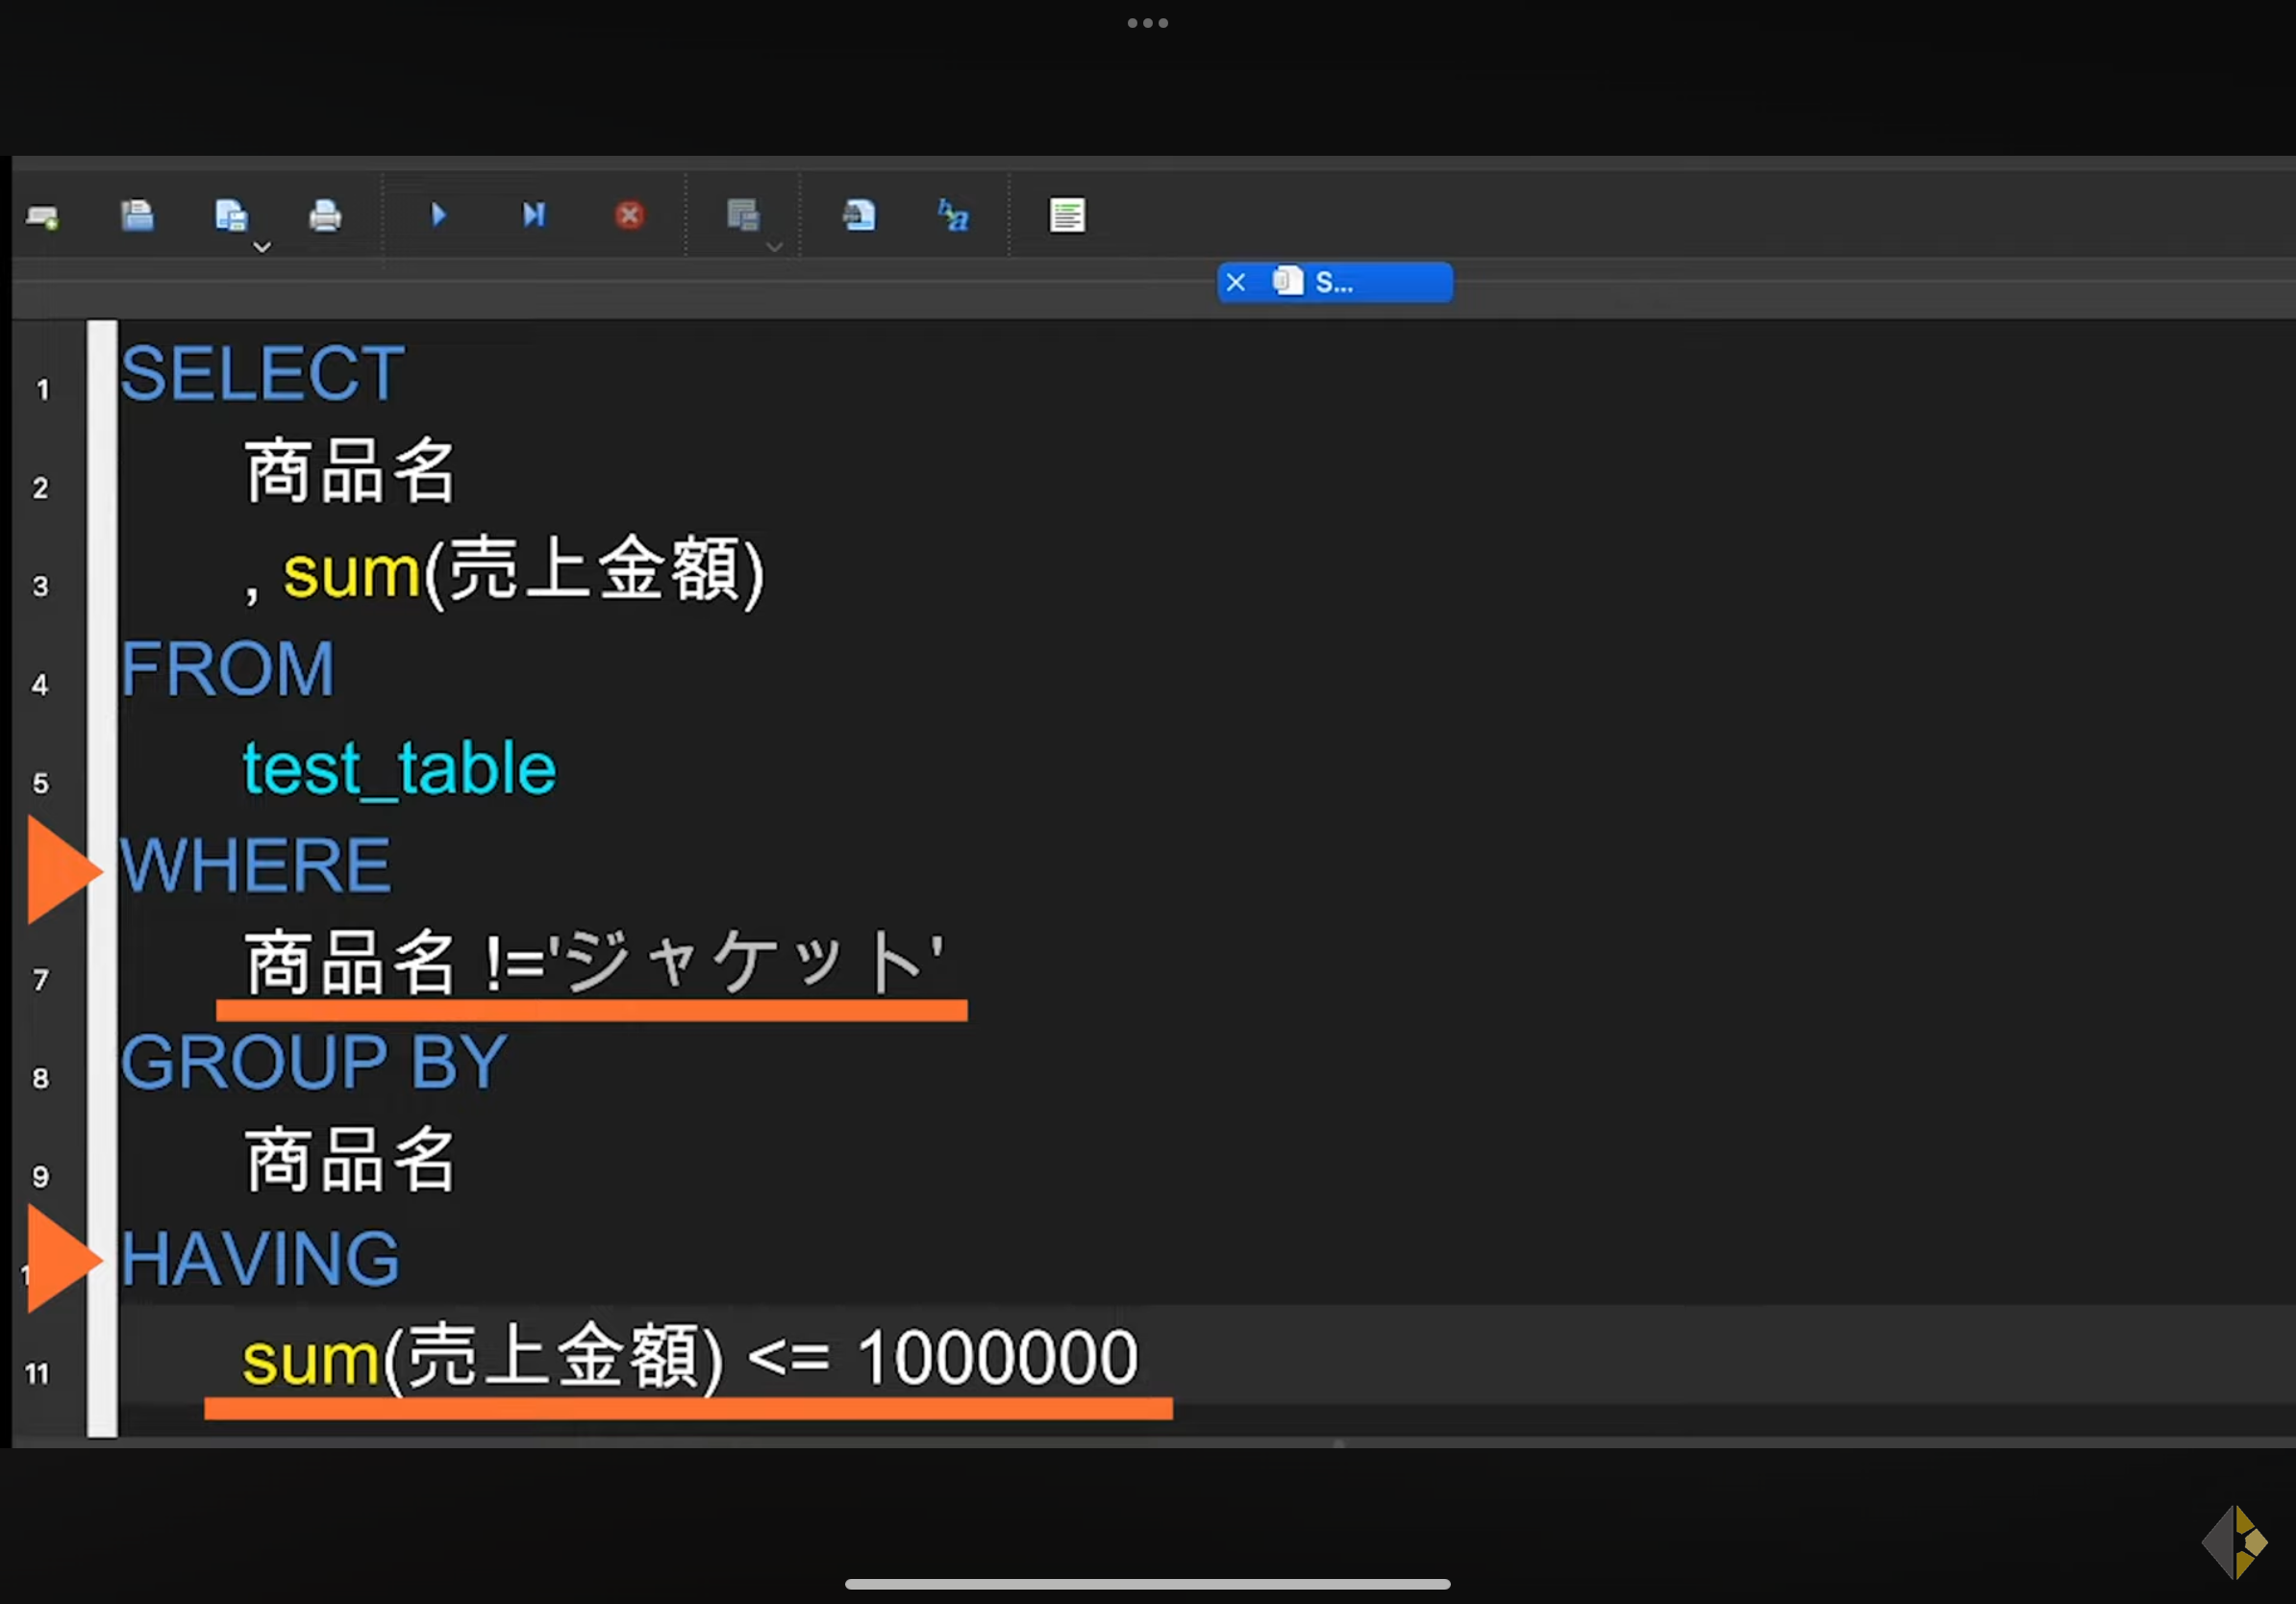 S...
1 SELECT
2 商品名
3 , sum(売上金額)
4 FROM
5 test_table
WHERE
7 商品名 !='ジャケット'
8 GROUP BY
9 商品名
1 HAVING
11 sum(売上金額) <= 1000000